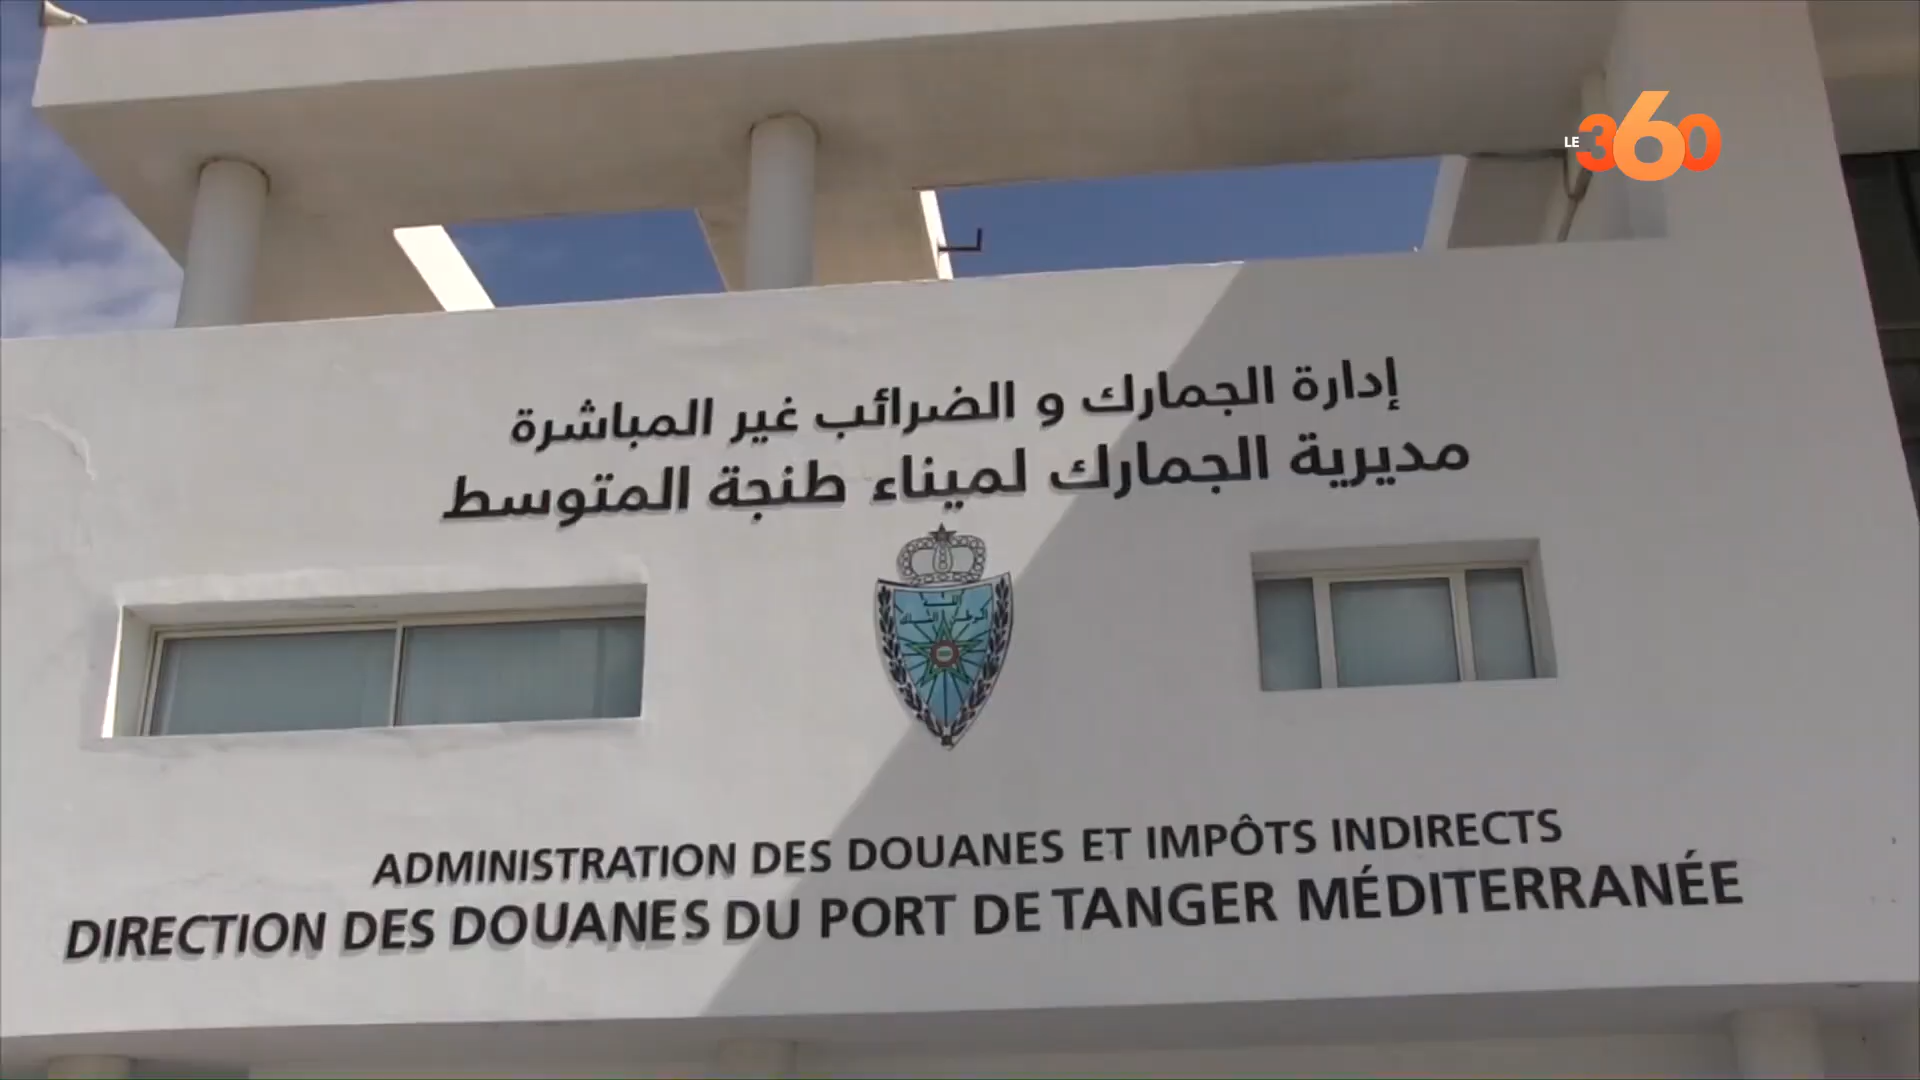 LE 360
إدارة الجمارك و الضرائب غير المباشرة
مديرية الجمارك لميناء طنجة المتوسط
ADMINISTRATION DES DOUANES ET IMPÔTS INDIRECTS
DIRECTION DES DOUANES DU PORT DE TANGER MÉDITERRANÉE